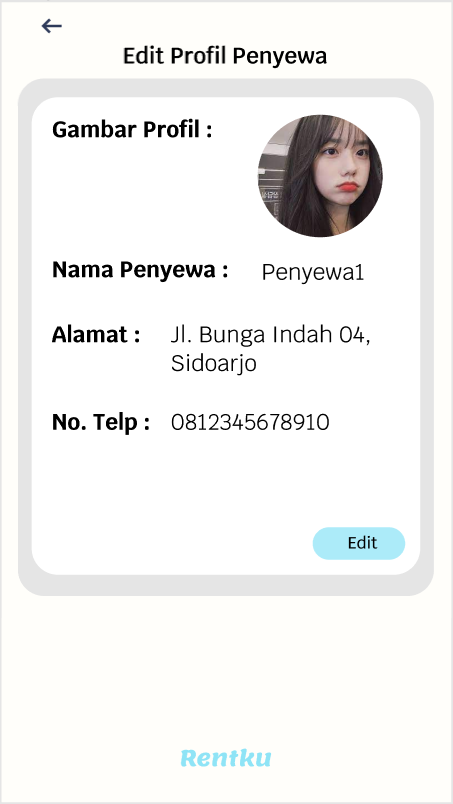 Edit Profil Penyewa
Gambar Profil :
Nama Penyewa : Penyewa1
Alamat : Jl. Bunga Indah 04,
Sidoarjo
No. Telp : 0812345678910
Edit
Rentku